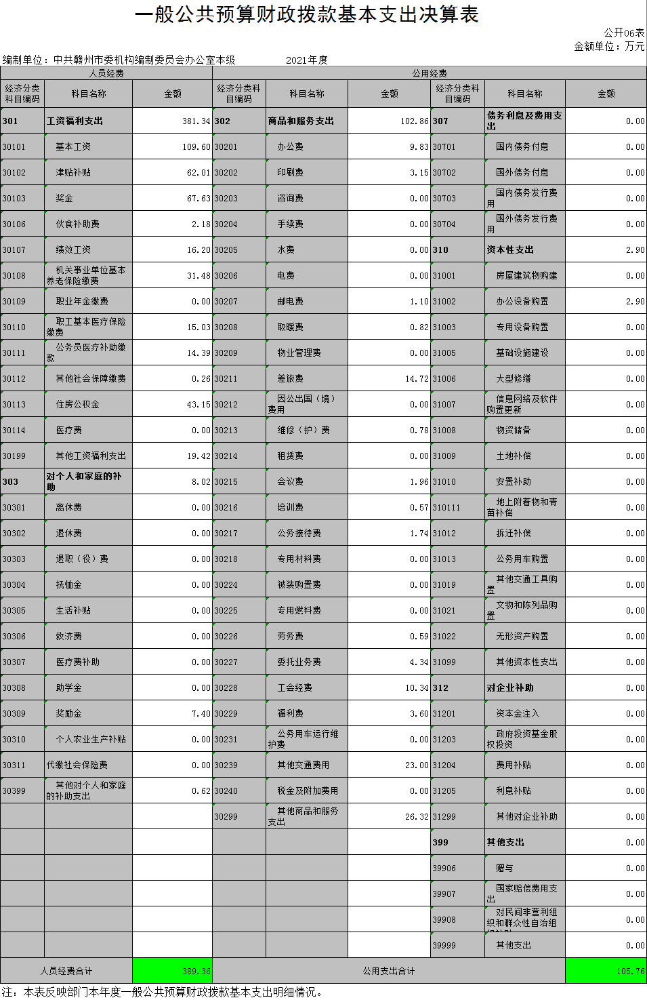 一般公共预算财政拨款基本支出决算表
公开06表
金额单位：万元
编制单位：中共赣州市委机构编制委员会办公室本级 2021年度
人员经费 公用经费
经济分类科目编码 科目名称 金额 经济分类科目编码 科目名称 金额 经济分类科目编码 科目名称 金额
301 工资福利支出 381.34 302 商品和服务支出 102.86 307 债务利息及费用支出 0.00
30101 基本工资 109.60 30201 办公费 9.83 30701 国内债务付息 0.00
30102 津贴补贴 62.01 30202 印刷费 3.15 30702 国外债务付息 0.00
30103 奖金 67.63 30203 咨询费 0.00 30703 国内债务发行费用 0.00
30106 伙食补助费 2.18 30204 手续费 0.00 30704 国外债务发行费用 0.00
30107 绩效工资 16.20 30205 水费 0.00 310 资本性支出 2.90
30108 机关事业单位基本养老保险缴费 31.48 30206 电费 0.00 31001 房屋建筑物购建 0.00
30109 职业年金缴费 0.00 30207 邮电费 1.10 31002 办公设备购置 2.90
30110 职工基本医疗保险缴费 15.03 30208 取暖费 0.82 31003 专用设备购置 0.00
30111 公务员医疗补助缴款 14.39 30209 物业管理费 0.00 31005 基础设施建设 0.00
30112 其他社会保障缴费 0.26 30211 差旅费 14.72 31006 大型修缮 0.00
30113 住房公积金 43.15 30212 因公出国（境）费用 0.00 31007 信息网络及软件购置更新 0.00
30114 医疗费 0.00 30213 维修（护）费 0.78 31008 物资储备 0.00
30199 其他工资福利支出 19.42 30214 租赁费 0.00 31009 土地补偿 0.00
303 对个人和家庭的补助 8.02 30215 会议费 1.96 31010 安置补助 0.00
30301 离休费 0.00 30216 培训费 0.57 310111 地上附着物和青苗补偿 0.00
30302 退休费 0.00 30217 公务接待费 1.74 31012 拆迁补偿 0.00
30303 退职（役）费 0.00 30218 专用材料费 0.00 31013 公务用车购置 0.00
30304 抚恤金 0.00 30224 被装购置费 0.00 31019 其他交通工具购置 0.00
30305 生活补贴 0.00 30225 专用燃料费 0.00 31021 文物和陈列品购置 0.00
30306 救济费 0.00 30226 劳务费 0.59 31022 无形资产购置 0.00
30307 医疗费补助 0.00 30227 委托业务费 4.34 31099 其他资本性支出 0.00
30308 助学金 0.00 30228 工会经费 10.34 312 对企业补助 0.00
30309 奖励金 7.40 30229 福利费 3.60 31201 资本金注入 0.00
30310 个人农业生产补贴 0.00 30231 公务用车运行维护费 0.00 31203 政府投资基金股权投资 0.00
30311 代缴社会保险费 0.00 30239 其他交通费用 23.00 31204 费用补贴 0.00
30399 其他对个人和家庭的补助支出 0.62 30240 税金及附加费用 0.00 31205 利息补贴 0.00
30299 其他商品和服务支出 26.32 31299 其他对企业补助 0.00
399 其他支出 0.00
39906 赠与 0.00
39907 国家赔偿费用支出 0.00
39908 对民间非营利组织和群众性自治组 0.00
39999 其他支出 0.00
人员经费合计 389.36 公用支出合计 105.76
注：本表反映部门本年度一般公共预算财政拨款基本支出明细情况。